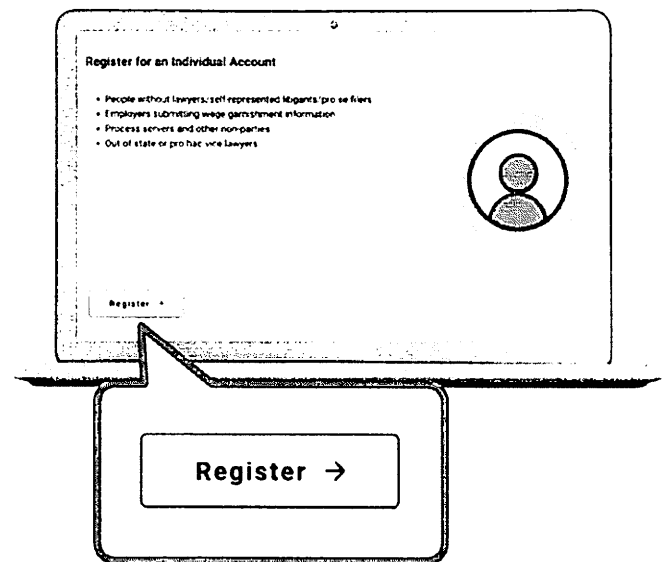 Register for an Individual Account
• People without lawyers/self represented litigants/pro se filers
• Employers submitting wage garnishment information
• Process servers and other non-parties
• Out of state or pro hac vice lawyers
Register →
Register →